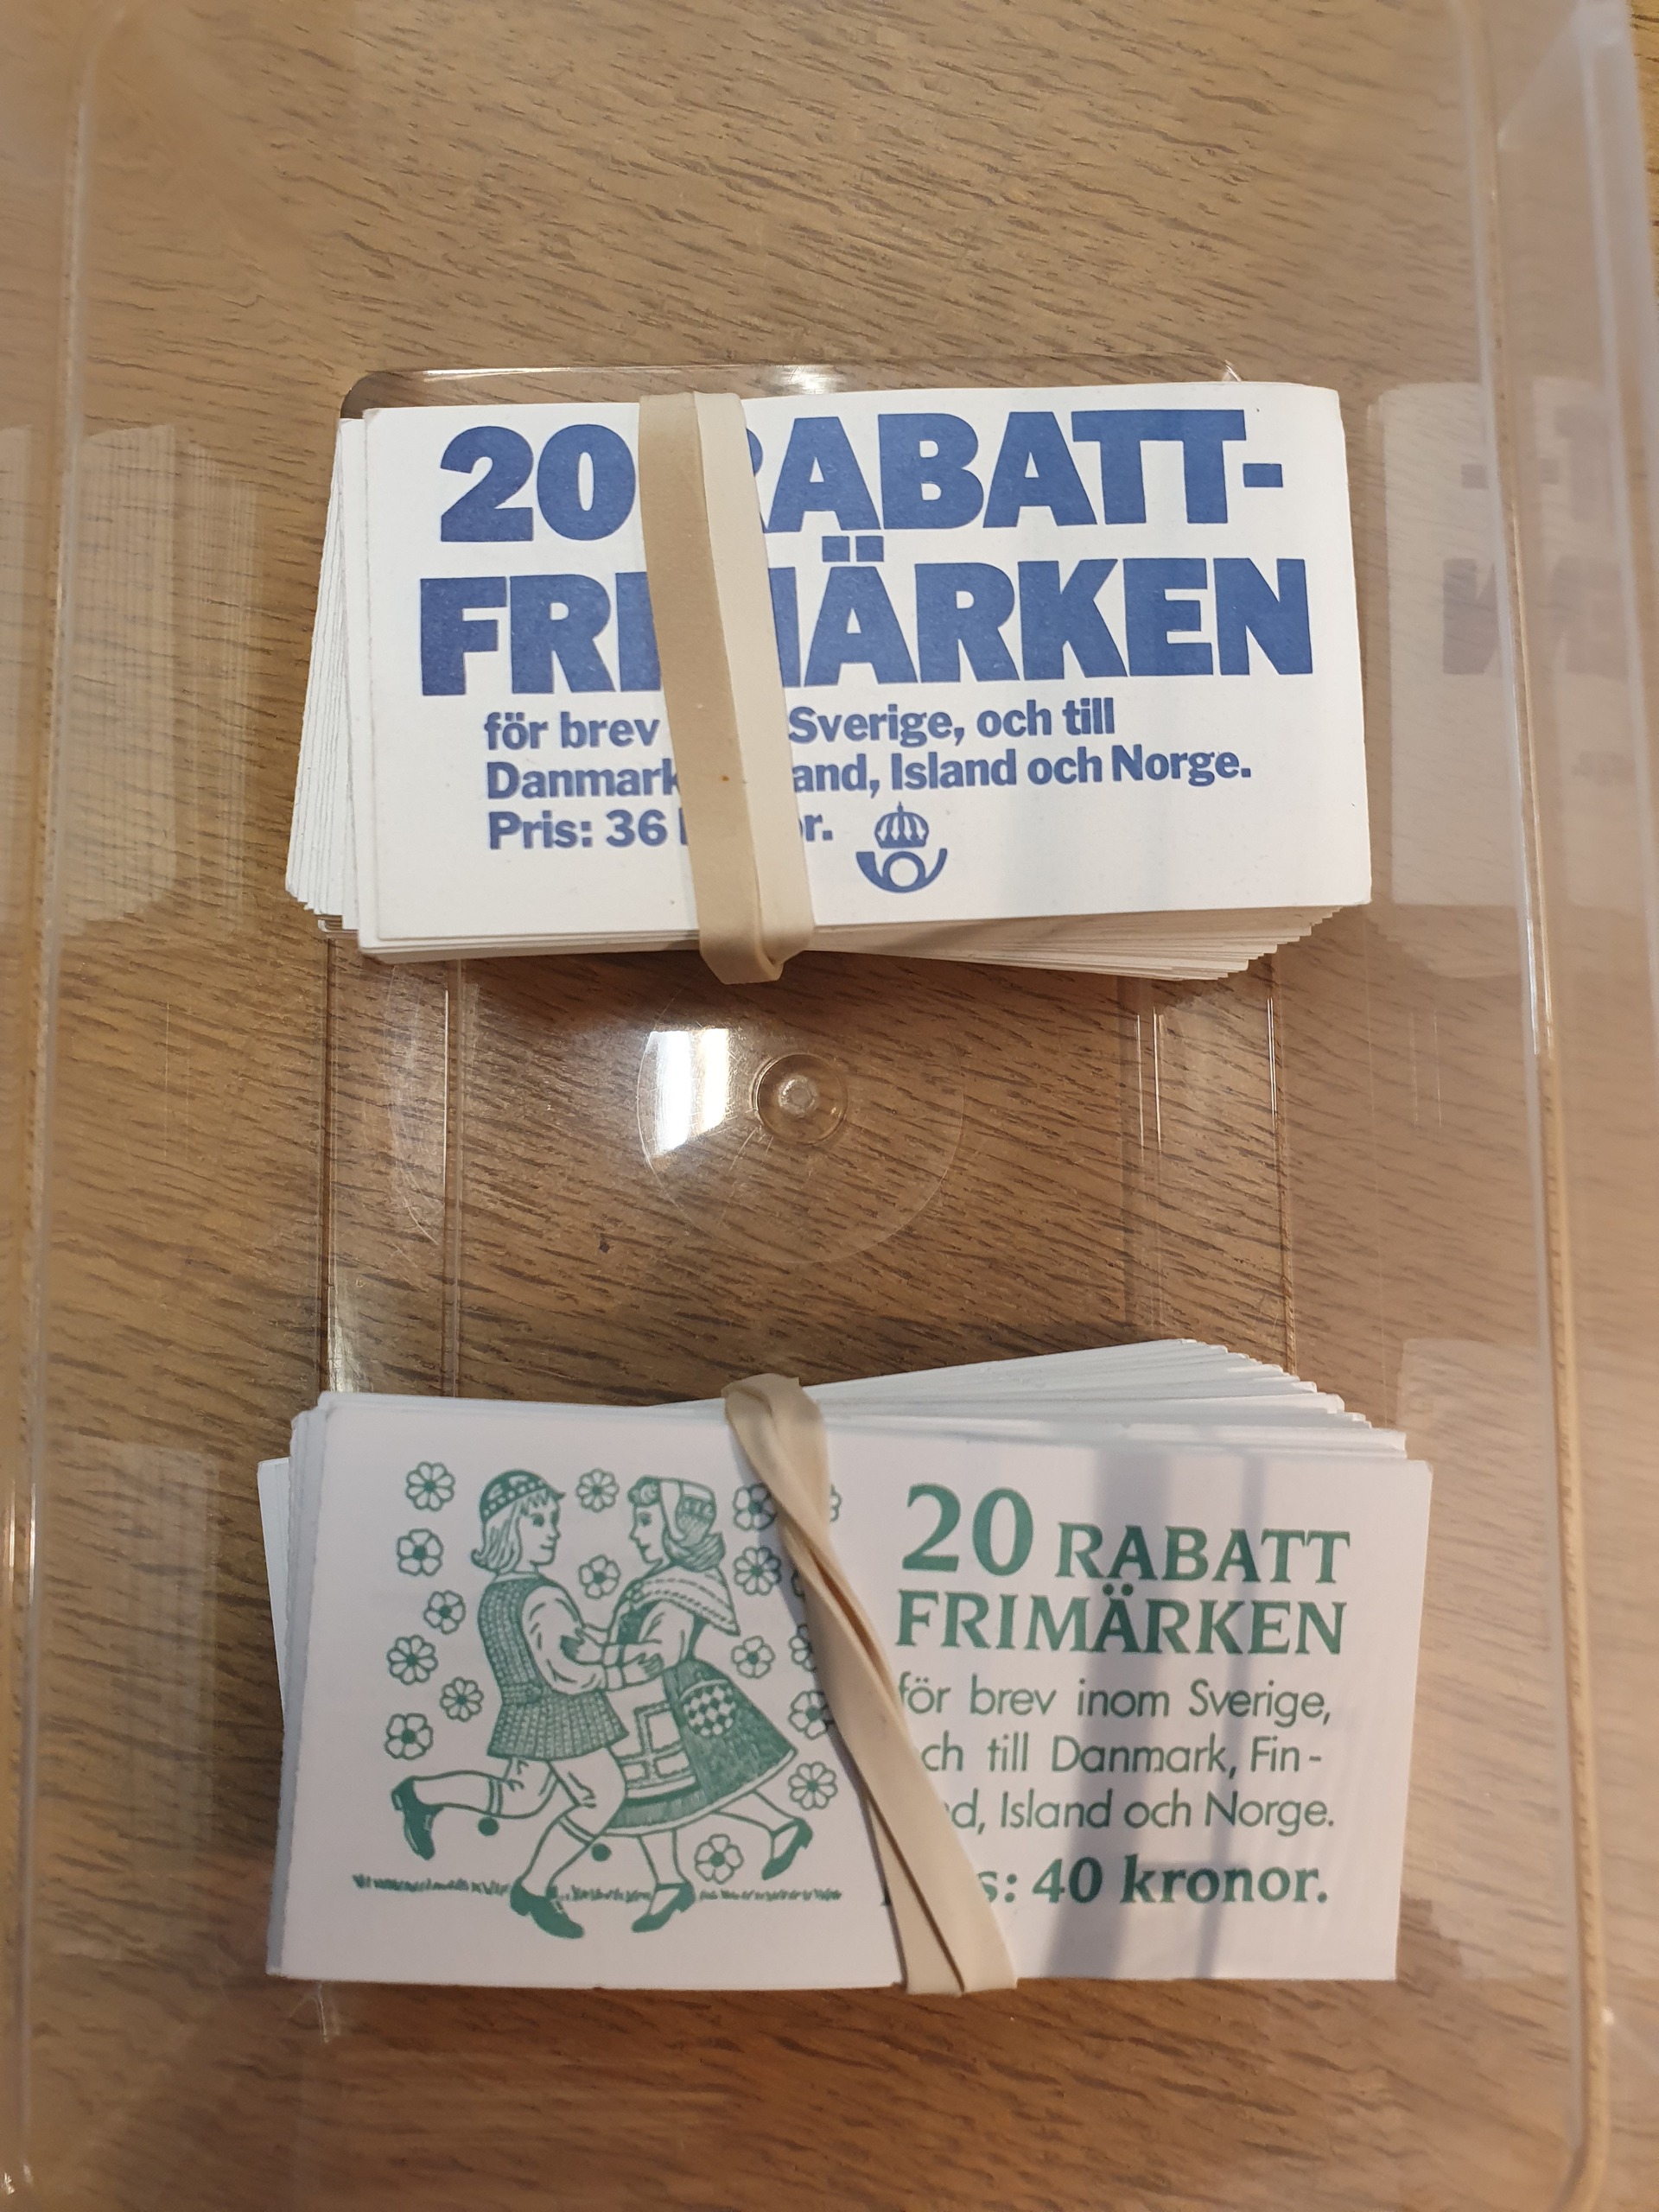 20 RABATT-
FRIMÄRKEN
för brev Sverige, och till
Danmark and, Island och Norge.
Pris: 36 r.
20 RABATT
FRIMÄRKEN
för brev inom Sverige,
ch till Danmark, Fin-
d, Island och Norge.
s: 40 kronor.